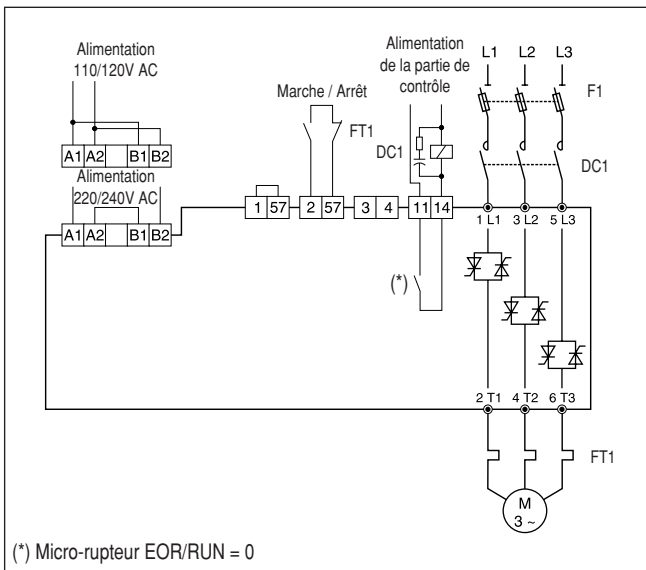 Alimentation
110/120V AC
A1 A2 B1 B2
Alimentation
220/240V AC
A1 A2 B1 B2
Marche / Arrêt
FT1
1 57 2 57 3 4 11 14
Alimentation
de la partie de
contrôle
DC1
(*)
L1 L2 L3
F1
DC1
1 L1 3 L2 5 L3
2 T1 4 T2 6 T3
FT1
M
3 ~
(*) Micro-rupteur EOR/RUN = 0